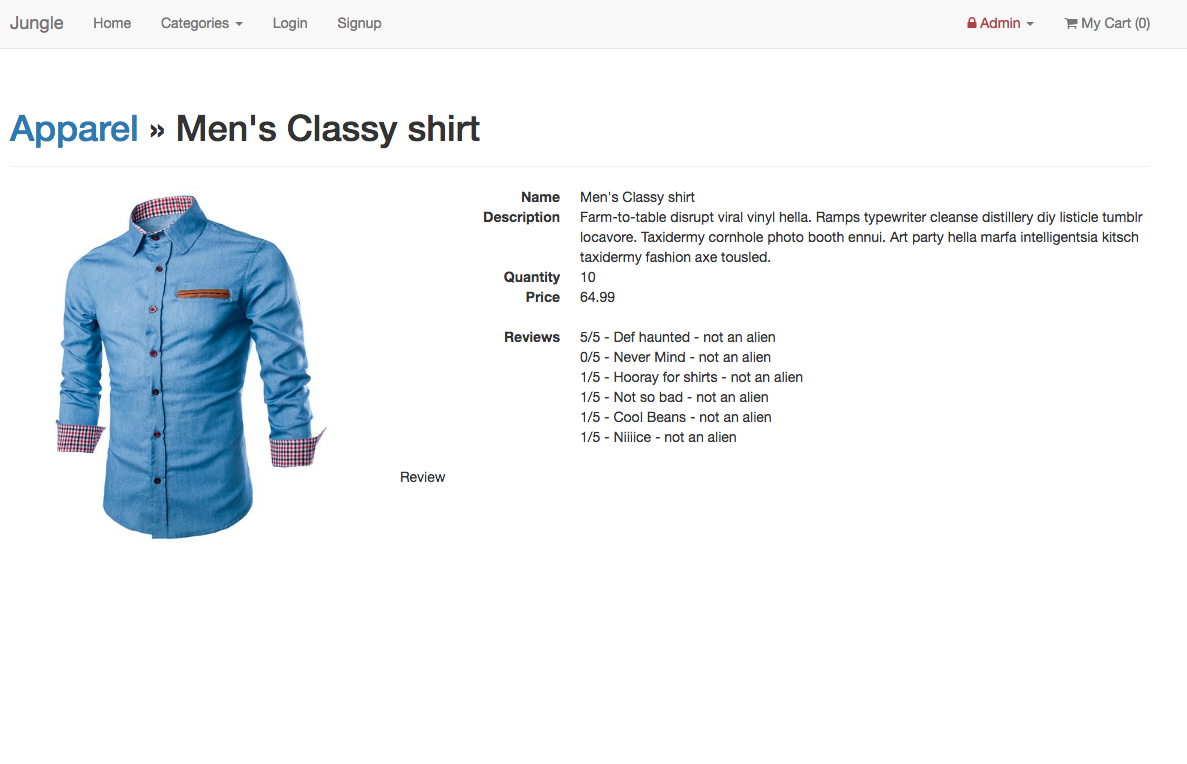 Jungle Home Categories Login Signup Admin My Cart (0)
Apparel » Men's Classy shirt
Name Men's Classy shirt
Description Farm-to-table disrupt viral vinyl hella. Ramps typewriter cleanse distillery diy listicle tumblr
locavore. Taxidermy cornhole photo booth ennui. Art party hella marfa intelligentsia kitsch
taxidermy fashion axe tousled.
Quantity 10
Price 64.99
Reviews 5/5 - Def haunted - not an alien
0/5 - Never Mind - not an alien
1/5 - Hooray for shirts - not an alien
1/5 - Not so bad - not an alien
1/5 - Cool Beans - not an alien
1/5 - Niiiice - not an alien
Review